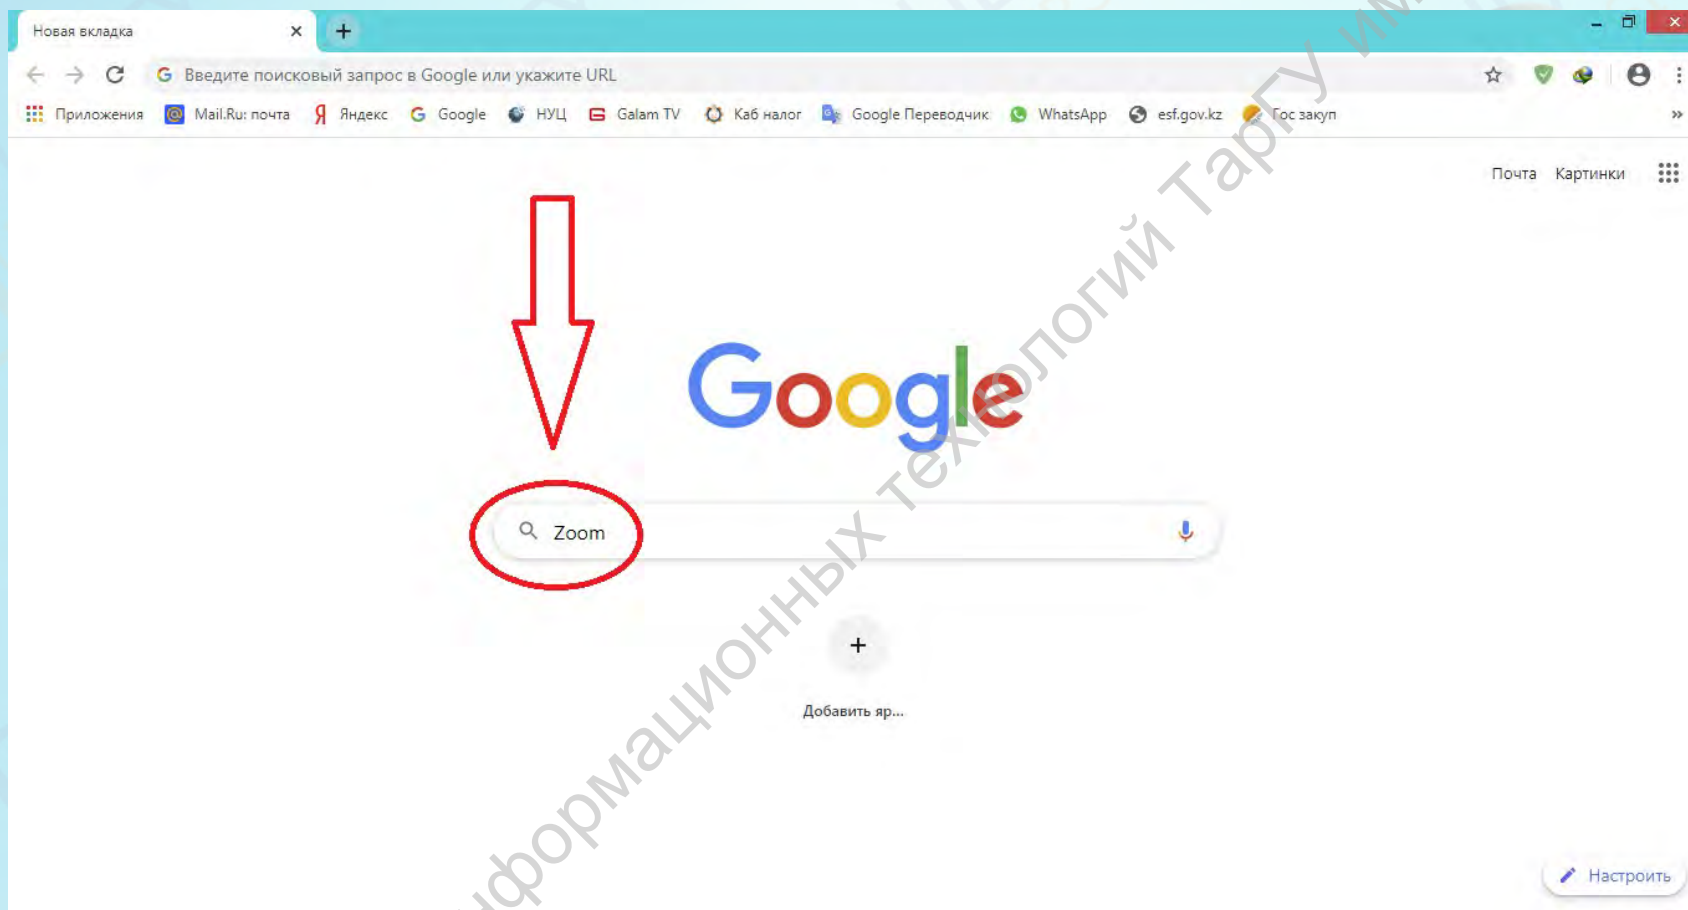 Новая вкладка
Введите поисковый запрос в Google или укажите URL
Приложения Mail.Ru: почта Яндекс Google НУЦ Galam TV Каб налог Google Переводчик WhatsApp esf.gov.kz Гос закуп
Почта Картинки
Google
Zoom
Добавить яр...
Настроить
информационных технологий Таргу им